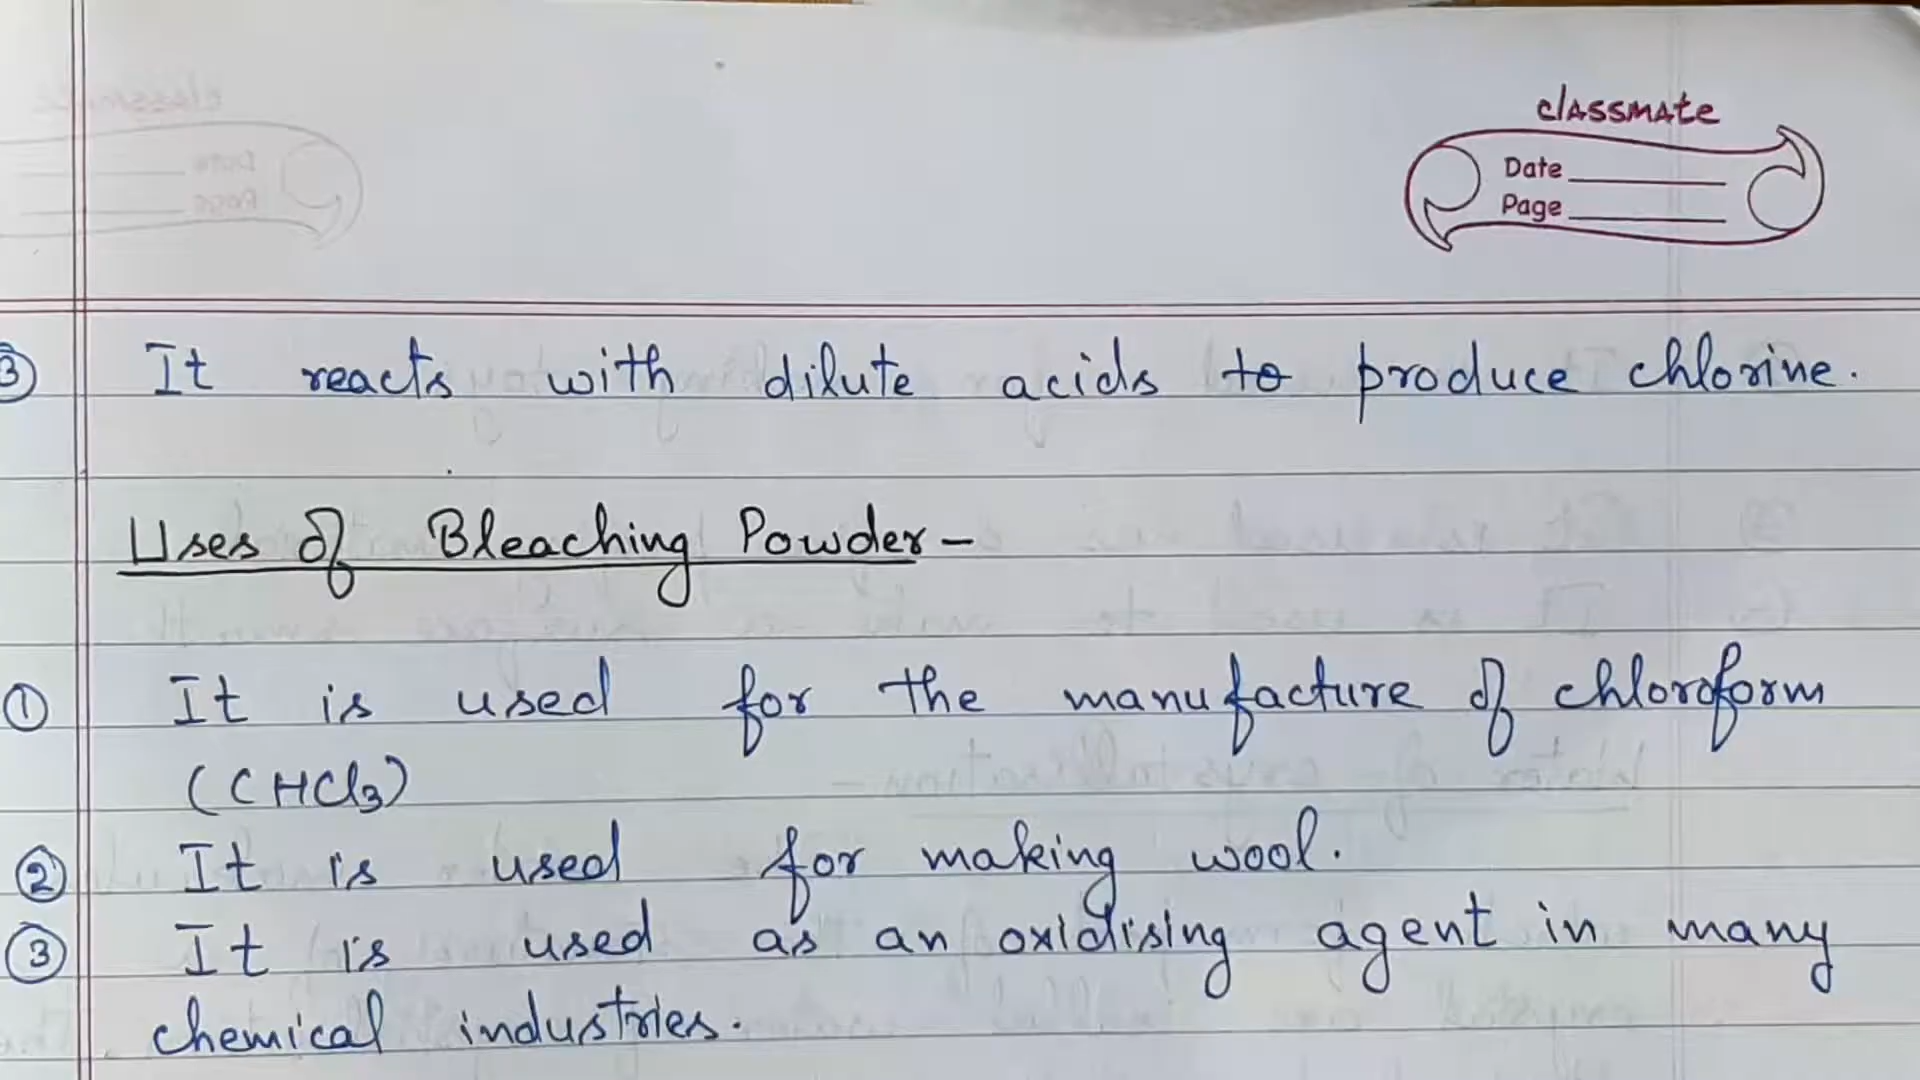 classmate
Date
Page
③ It reacts with dilute acids to produce chlorine.
Uses of Bleaching Powder –
① It is used for the manufacture of chloroform
(CHCl₃)
② It is used for making wool.
③ It is used as an oxidising agent in many
chemical industries.